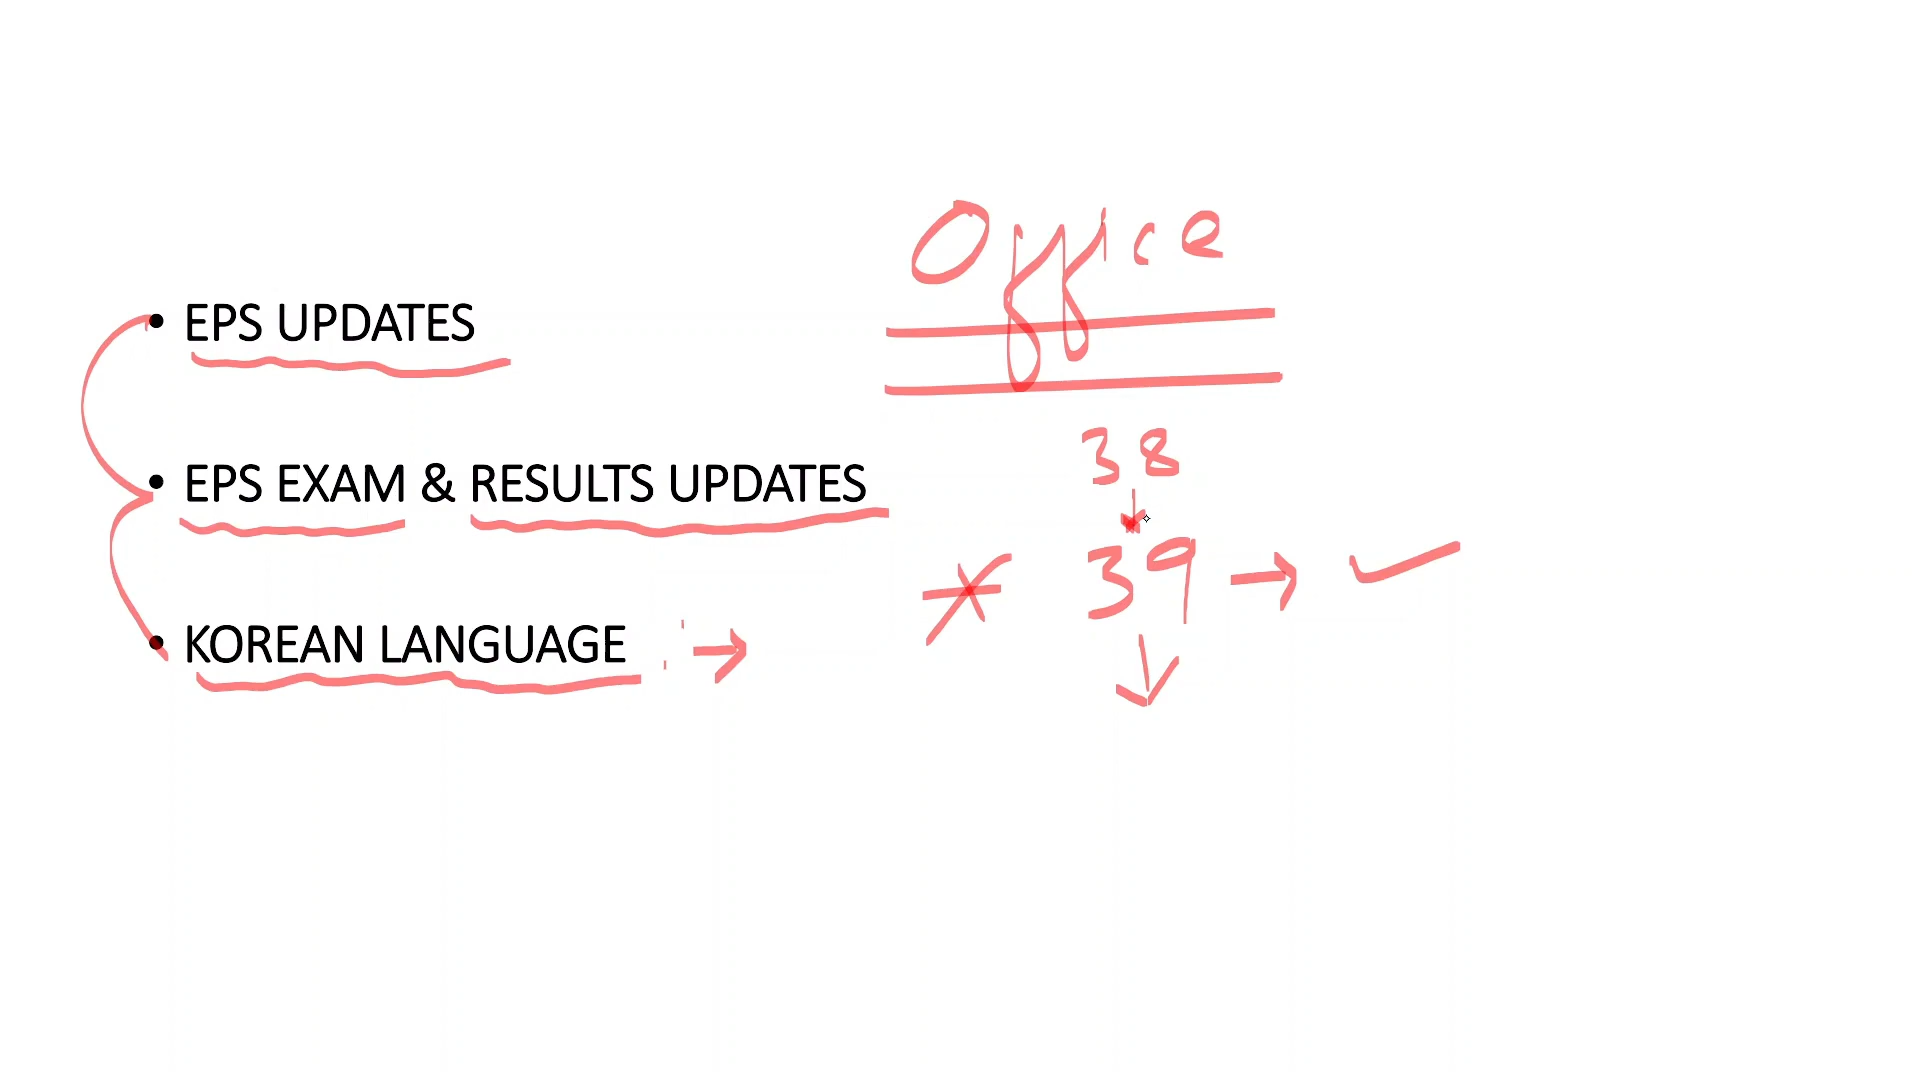 Office
• EPS UPDATES
38
• EPS EXAM & RESULTS UPDATES
* 39 → ✓
• KOREAN LANGUAGE →